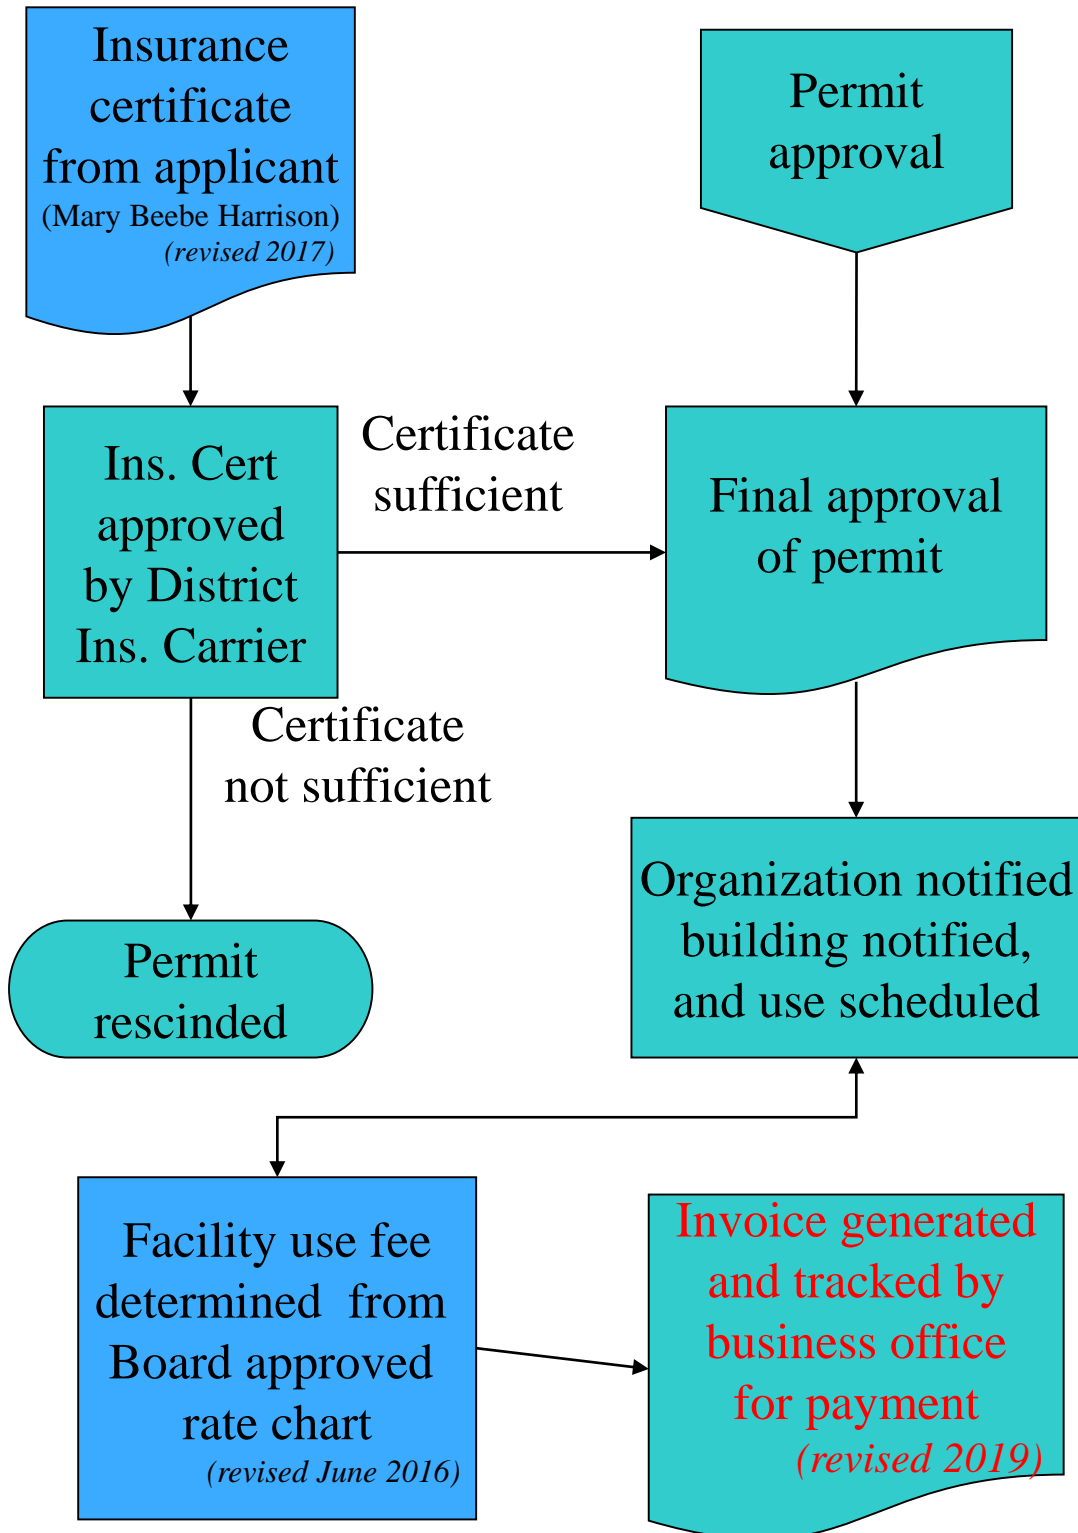 Insurance
certificate
from applicant
(Mary Beebe Harrison)
(revised 2017)
Permit
approval
Ins. Cert
approved
by District
Ins. Carrier
Certificate
sufficient
Final approval
of permit
Certificate
not sufficient
Permit
rescinded
Organization notified
building notified,
and use scheduled
Facility use fee
determined from
Board approved
rate chart
(revised June 2016)
Invoice generated
and tracked by
business office
for payment
(revised 2019)